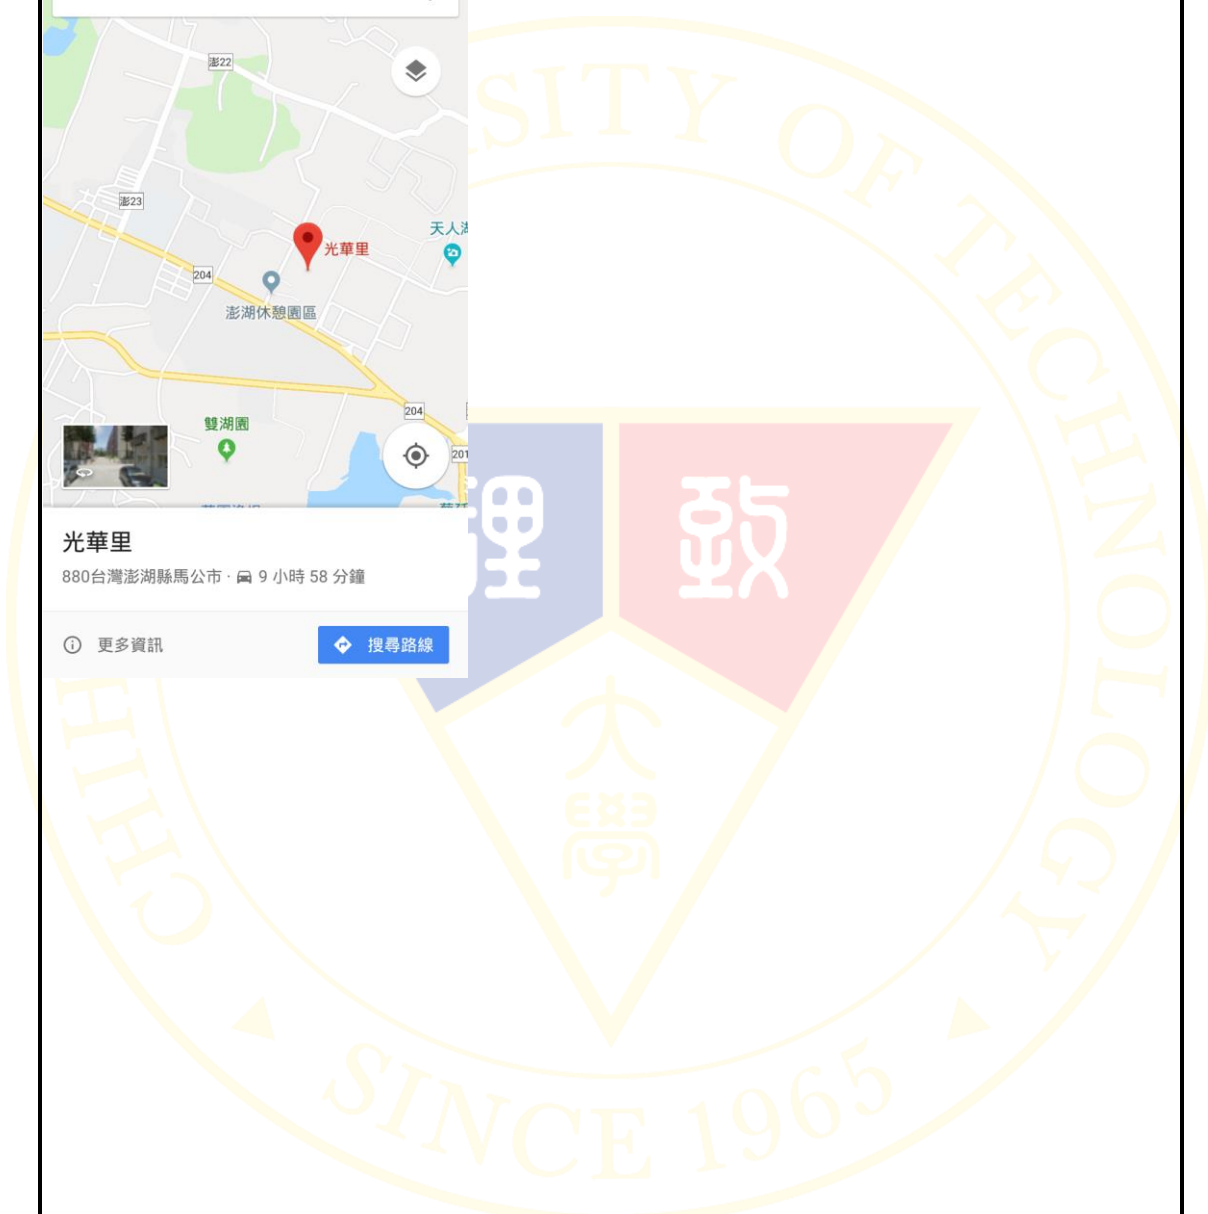 澎22
澎23
天人湖
光華里
204
澎湖休憩園區
204
雙湖園
201
光華里
880台灣澎湖縣馬公市 · 9 小時 58 分鐘
更多資訊
搜尋路線
SITY OF TECHNOLOGY
理 致
大
學
CHIH
SINCE 1965